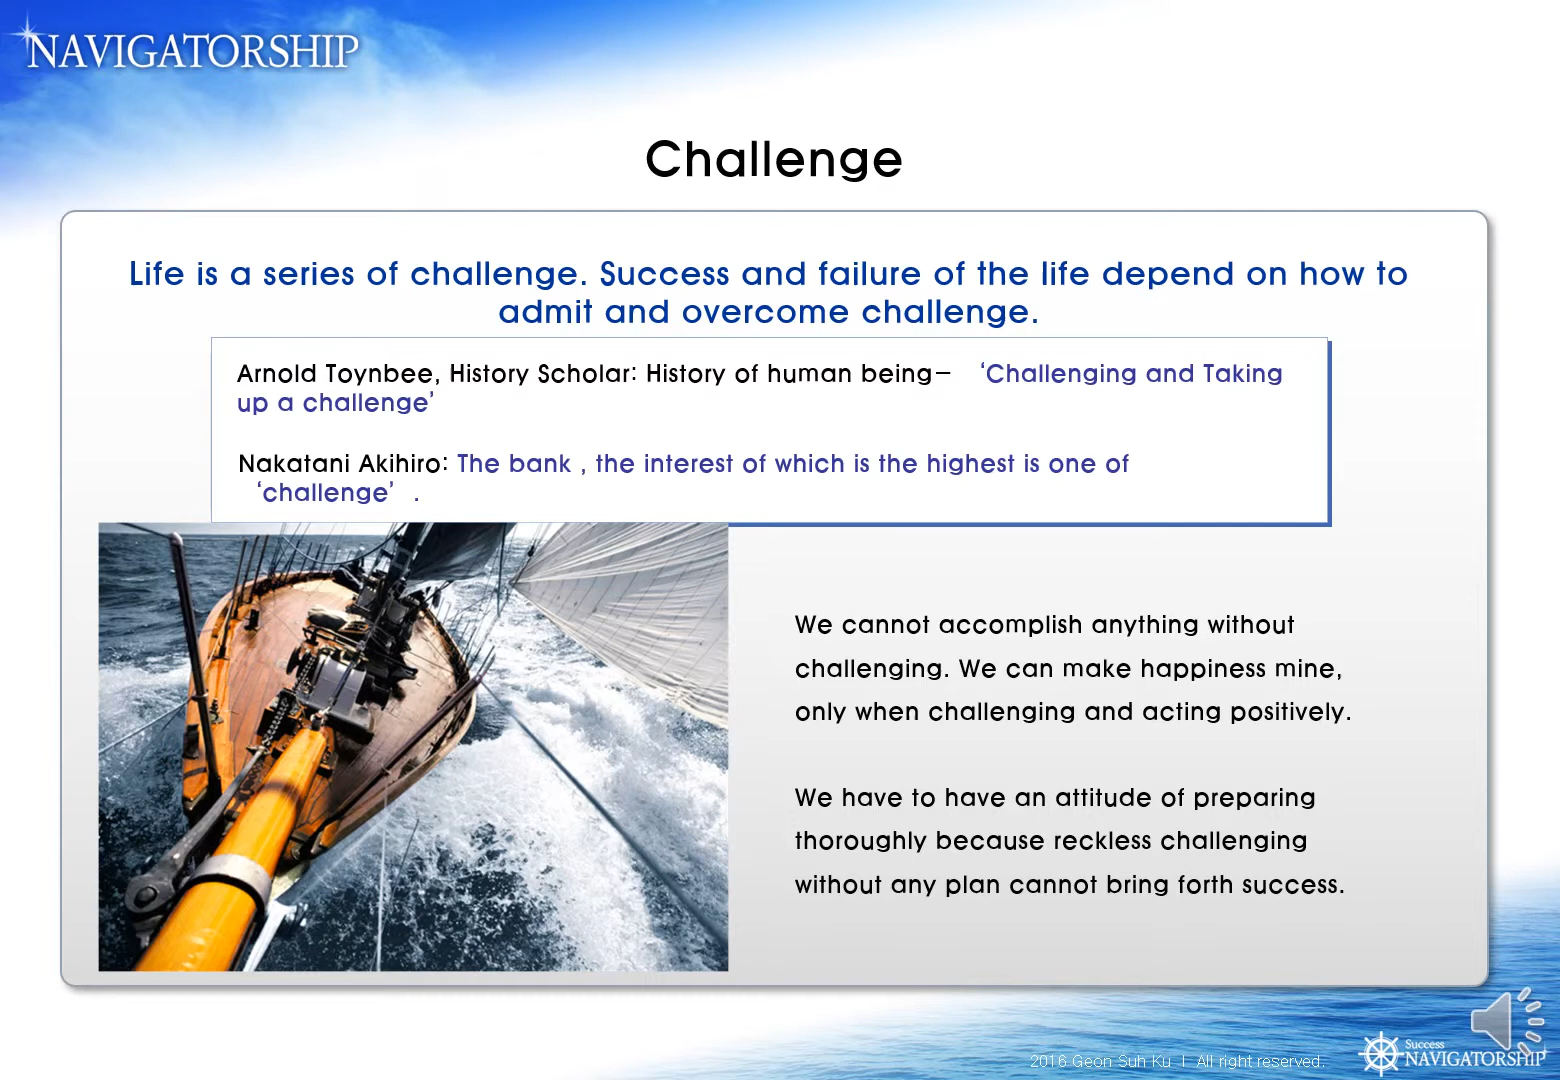 NAVIGATORSHIP
Challenge
Life is a series of challenge. Success and failure of the life depend on how to
admit and overcome challenge.
Arnold Toynbee, History Scholar: History of human being– ‘Challenging and Taking
up a challenge’
Nakatani Akihiro: The bank , the interest of which is the highest is one of
‘challenge’ .
We cannot accomplish anything without
challenging. We can make happiness mine,
only when challenging and acting positively.
We have to have an attitude of preparing
thoroughly because reckless challenging
without any plan cannot bring forth success.
2016 Geon Suh Ku l All right reserved.
Success
NAVIGATORSHIP